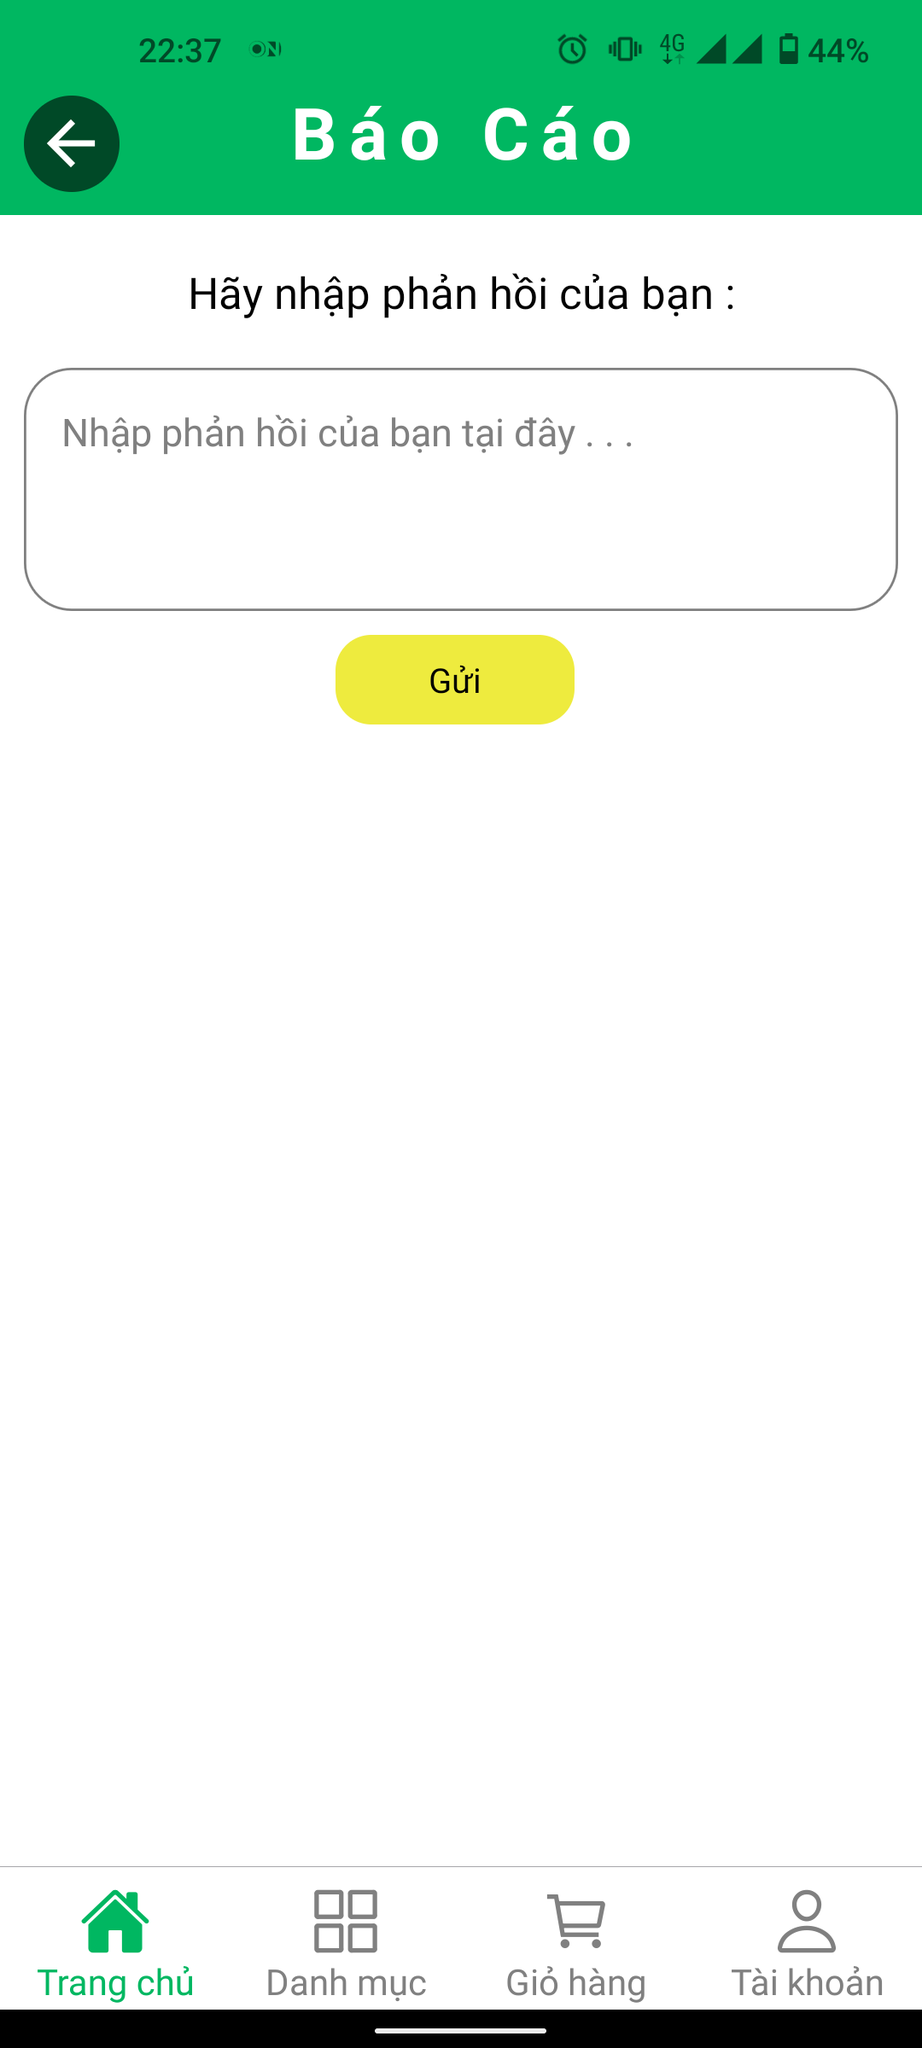 22:37
4G
44%
Báo Cáo
Hãy nhập phản hồi của bạn :
Nhập phản hồi của bạn tại đây . . .
Gửi
Trang chủ
Danh mục
Giỏ hàng
Tài khoản